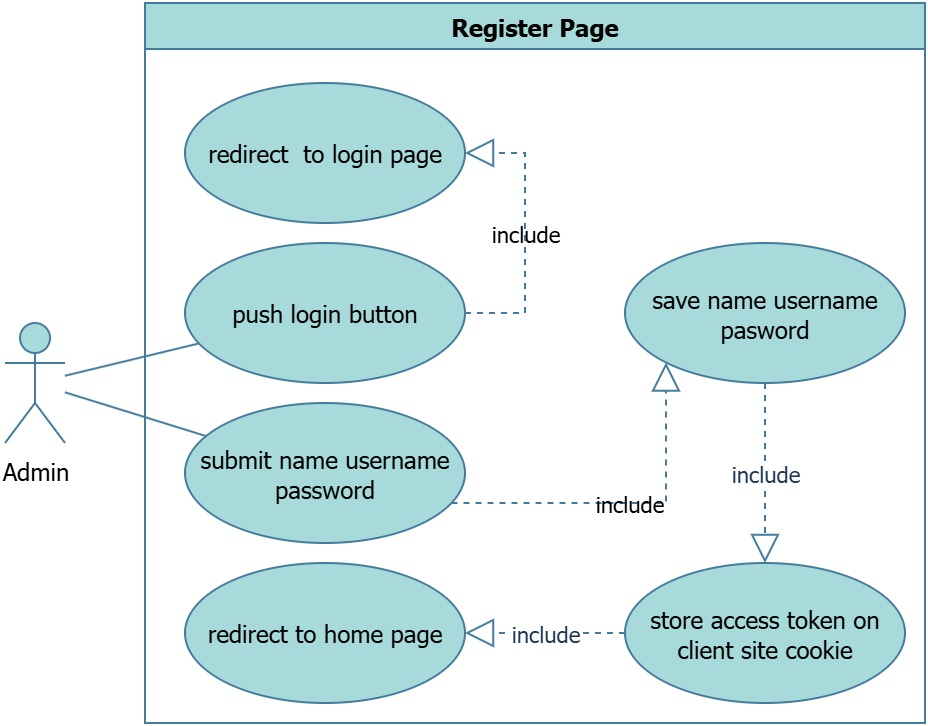 Register Page
redirect  to login page
include
push login button
save name username
pasword
Admin
submit name username
password
include
include
redirect to home page
include
store access token on
client site cookie